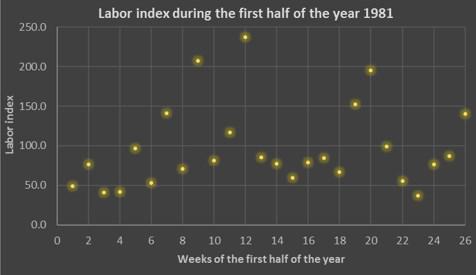 Labor index during the first half of the year 1981
250.0
200.0
150.0
100.0
50.0
0.0
Labor index
0 2 4 6 8 10 12 14 16 18 20 22 24 26
Weeks of the first half of the year